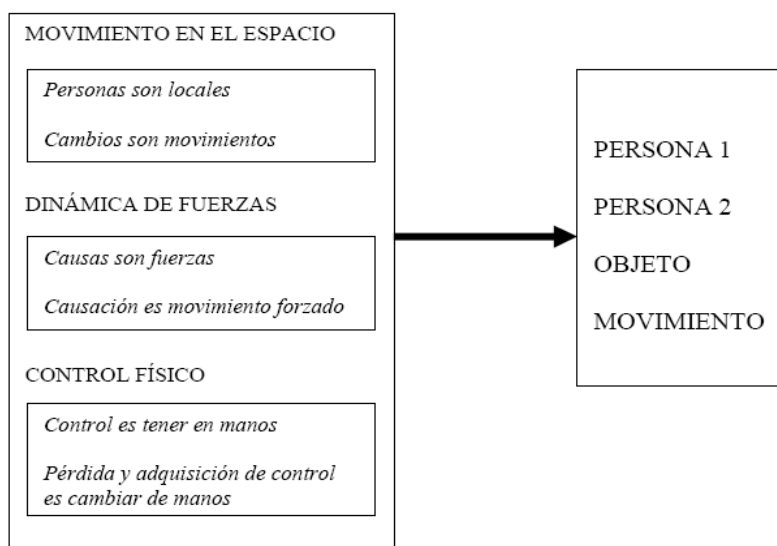 MOVIMIENTO EN EL ESPACIO
Personas son locales
Cambios son movimientos
DINÁMICA DE FUERZAS
Causas son fuerzas
Causación es movimiento forzado
CONTROL FÍSICO
Control es tener en manos
Pérdida y adquisición de control
es cambiar de manos
PERSONA 1
PERSONA 2
OBJETO
MOVIMIENTO